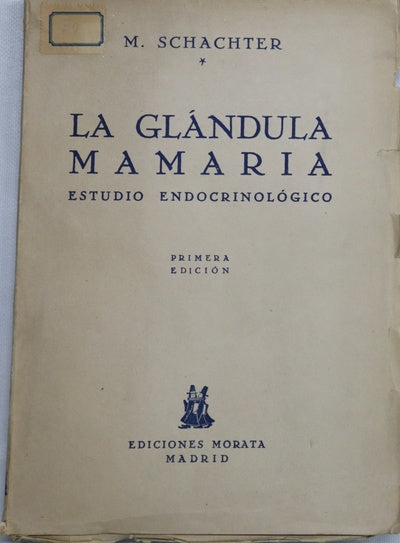 M. SCHACHTER
*
LA GLÁNDULA
MAMARIA
ESTUDIO ENDOCRINOLÓGICO
PRIMERA
EDICIÓN
EDICIONES MORATA
MADRID